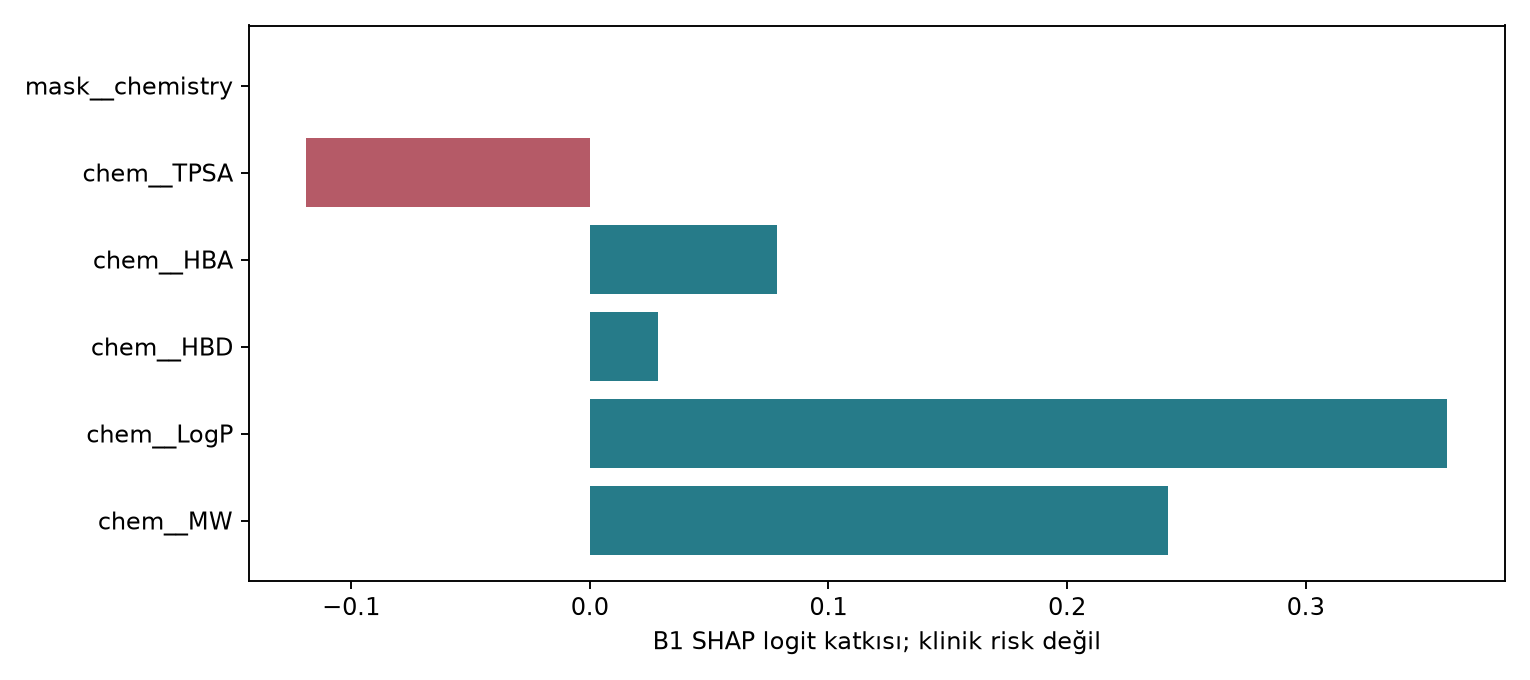 mask__chemistry
chem__TPSA
chem__HBA
chem__HBD
chem__LogP
chem__MW
−0.1 0.0 0.1 0.2 0.3
B1 SHAP logit katkısı; klinik risk değil